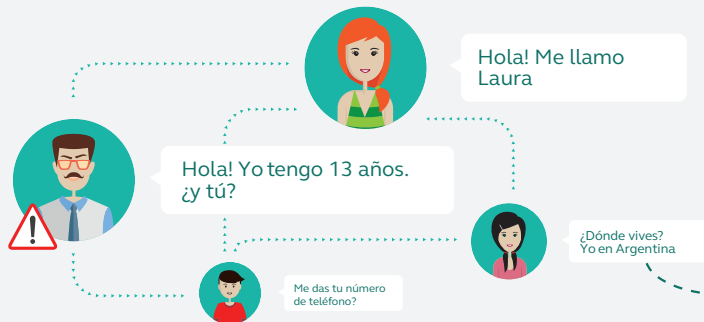 Hola! Me llamo
Laura
Hola! Yo tengo 13 años.
¿y tú?
¿Dónde vives?
Yo en Argentina
Me das tu número
de teléfono?